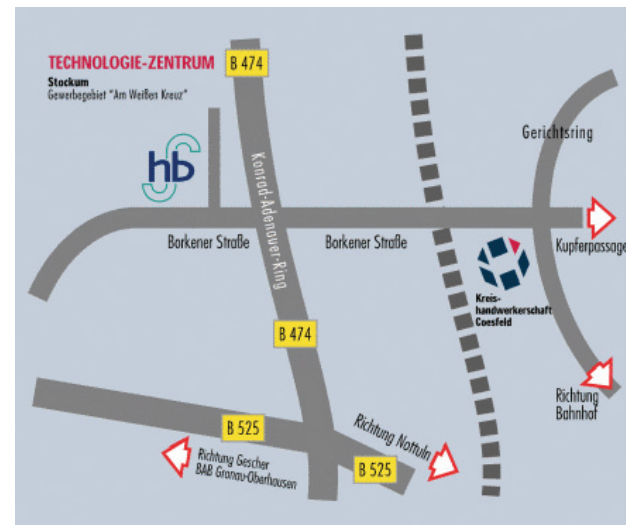 TECHNOLOGIE-ZENTRUM
Stockum
Gewerbegebiet "Am Weißen Kreuz"
B 474
hb
Gerichtsring
Konrad-Adenauer-Ring
Borkener Straße
Borkener Straße
Kupferpassage
Kreis-
handwerkerschaft
Coesfeld
B 474
Richtung
Bahnhof
B 525
Richtung Nottuln
Richtung Gescher
BAB Gronau-Oberhausen
B 525